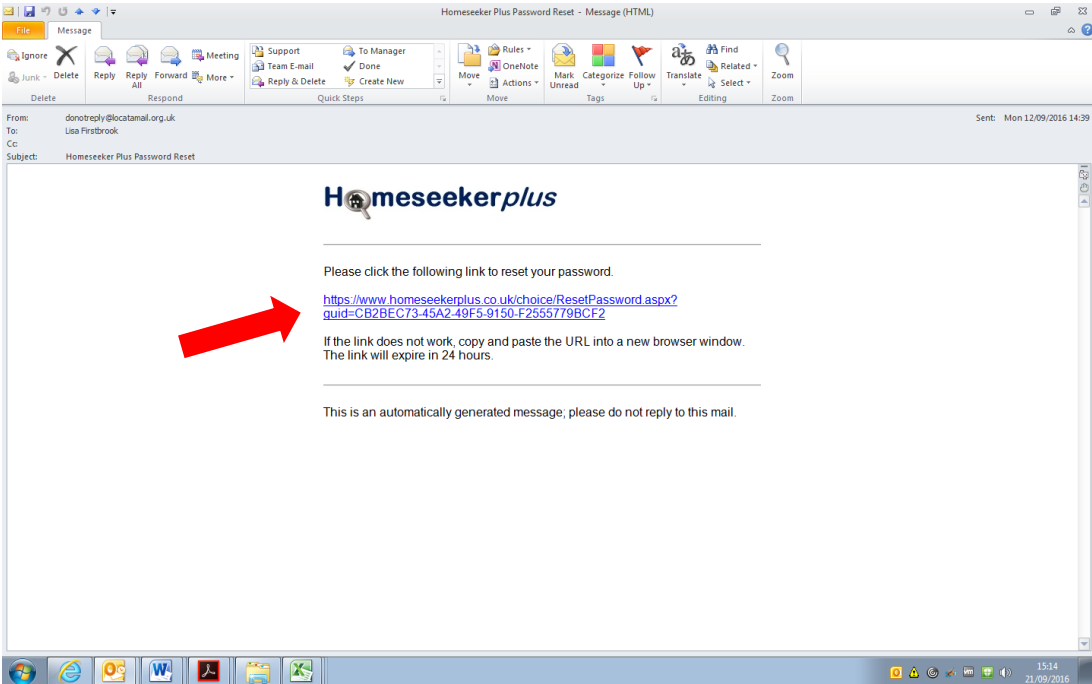 Homeseeker Plus Password Reset - Message (HTML)
File Message
Ignore Meeting Support To Manager Rules Find
Team E-mail Done OneNote Related
Junk Delete Reply Reply All Forward More Reply & Delete Create New Move Actions Mark Unread Categorize Follow Up Translate Select Zoom
Delete Respond Quick Steps Move Tags Editing Zoom
From: donotreply@locatamail.org.uk Sent: Mon 12/09/2016 14:39
To: Lisa Firstbrook
Cc:
Subject: Homeseeker Plus Password Reset
Homeseekerplus
Please click the following link to reset your password.
https://www.homeseekerplus.co.uk/choice/ResetPassword.aspx?
guid=CB2BEC73-45A2-49F5-9150-F2555779BCF2
If the link does not work, copy and paste the URL into a new browser window.
The link will expire in 24 hours.
This is an automatically generated message; please do not reply to this mail.
15:14
21/09/2016